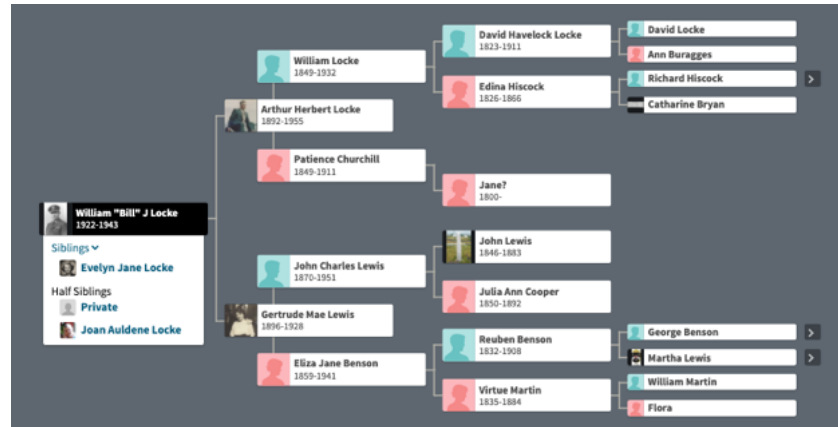 David Locke
David Havelock Locke
1823-1911
Ann Buragges
William Locke
1849-1932
Richard Hiscock
Edina Hiscock
1826-1866
Catharine Bryan
Arthur Herbert Locke
1892-1955
Patience Churchill
1849-1911
Jane?
1800-
William "Bill" J Locke
1922-1943
Siblings
Evelyn Jane Locke
Half Siblings
Private
Joan Auldene Locke
John Lewis
1846-1883
John Charles Lewis
1870-1951
Julia Ann Cooper
1850-1892
Gertrude Mae Lewis
1896-1928
George Benson
Reuben Benson
1832-1908
Martha Lewis
Eliza Jane Benson
1859-1941
William Martin
Virtue Martin
1835-1884
Flora